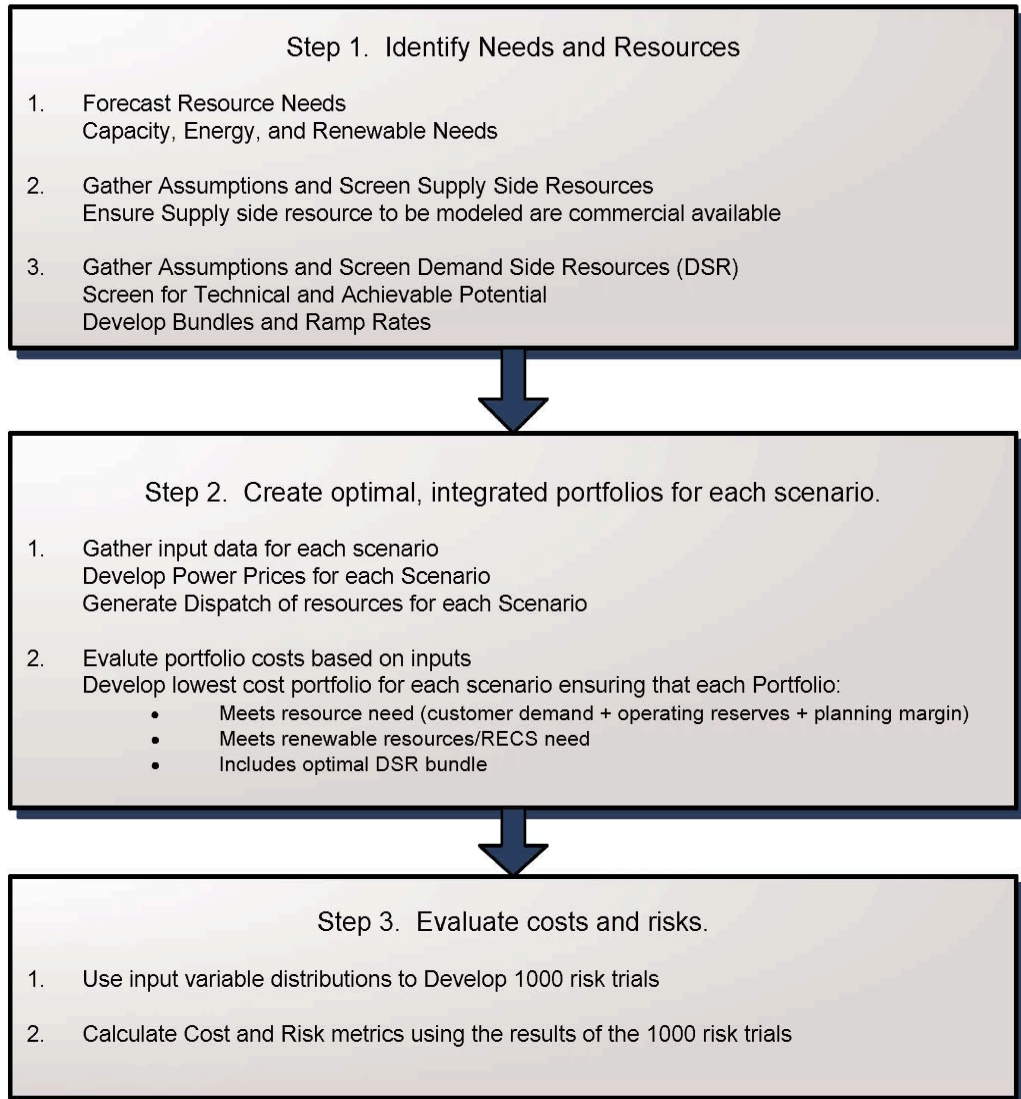 Step 1. Identify Needs and Resources
1. Forecast Resource Needs
Capacity, Energy, and Renewable Needs
2. Gather Assumptions and Screen Supply Side Resources
Ensure Supply side resource to be modeled are commercial available
3. Gather Assumptions and Screen Demand Side Resources (DSR)
Screen for Technical and Achievable Potential
Develop Bundles and Ramp Rates
Step 2. Create optimal, integrated portfolios for each scenario.
1. Gather input data for each scenario
Develop Power Prices for each Scenario
Generate Dispatch of resources for each Scenario
2. Evalute portfolio costs based on inputs
Develop lowest cost portfolio for each scenario ensuring that each Portfolio:
• Meets resource need (customer demand + operating reserves + planning margin)
• Meets renewable resources/RECS need
• Includes optimal DSR bundle
Step 3. Evaluate costs and risks.
1. Use input variable distributions to Develop 1000 risk trials
2. Calculate Cost and Risk metrics using the results of the 1000 risk trials